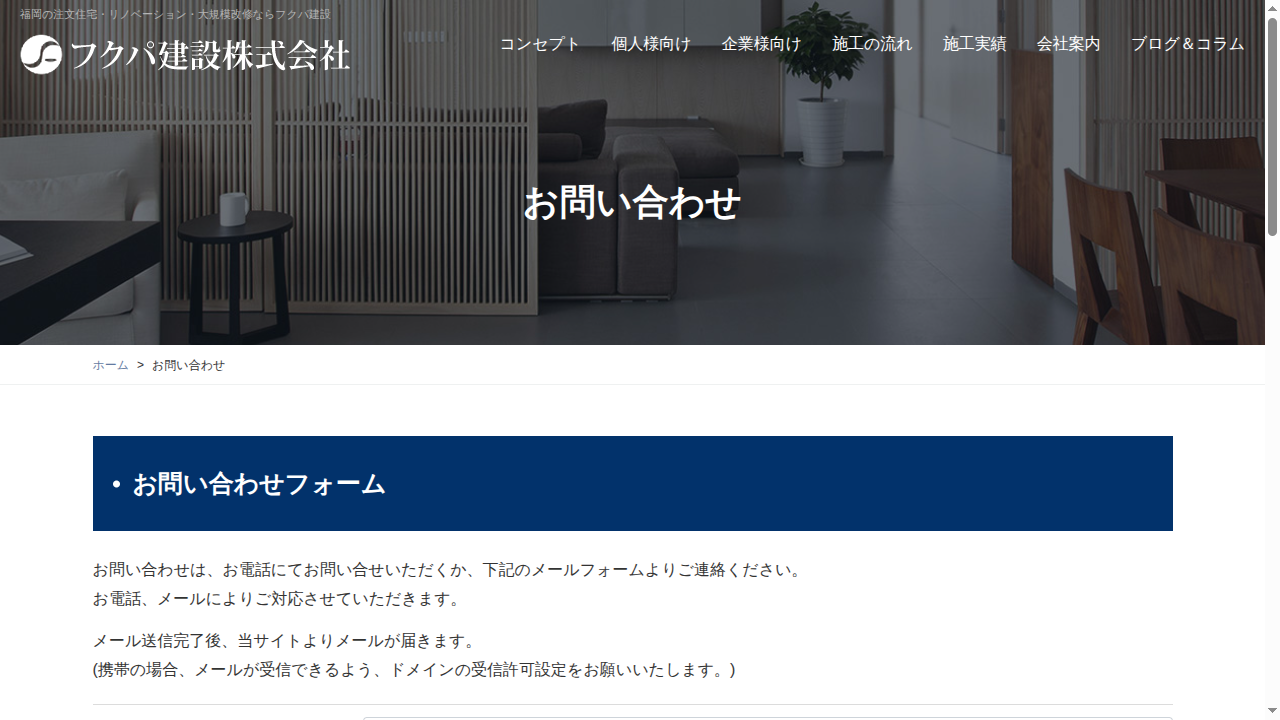 福岡の注文住宅・リノベーション・大規模改修ならフクパ建設
フクパ建設株式会社
コンセプト 個人様向け 企業様向け 施工の流れ 施工実績 会社案内 ブログ＆コラム
お問い合わせ
ホーム > お問い合わせ
• お問い合わせフォーム
お問い合わせは、お電話にてお問い合せいただくか、下記のメールフォームよりご連絡ください。
お電話、メールによりご対応させていただきます。
メール送信完了後、当サイトよりメールが届きます。
(携帯の場合、メールが受信できるよう、ドメインの受信許可設定をお願いいたします。)